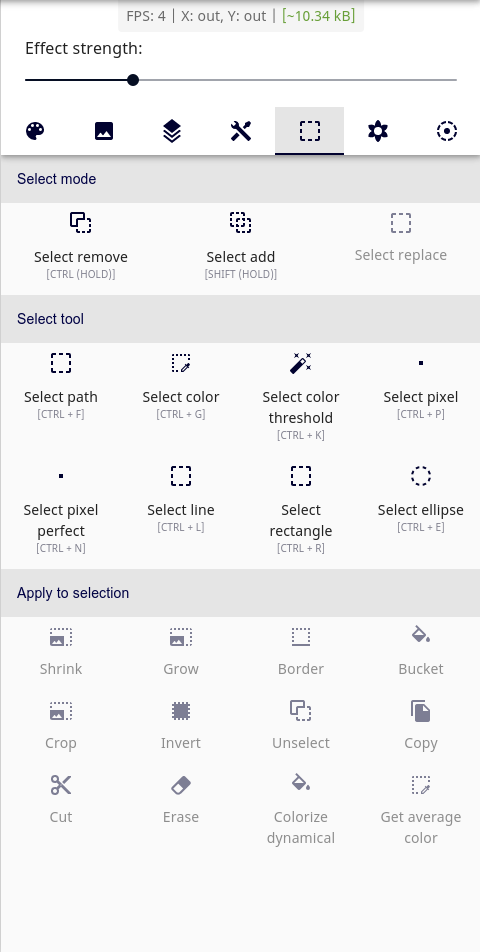 FPS: 4 | X: out, Y: out | [~10.34 kB]
Effect strength:
Select mode
Select remove
[CTRL (HOLD)]
Select add
[SHIFT (HOLD)]
Select replace
Select tool
Select path
[CTRL + F]
Select color
[CTRL + G]
Select color
threshold
[CTRL + K]
Select pixel
[CTRL + P]
Select pixel
perfect
[CTRL + N]
Select line
[CTRL + L]
Select
rectangle
[CTRL + R]
Select ellipse
[CTRL + E]
Apply to selection
Shrink
Grow
Border
Bucket
Crop
Invert
Unselect
Copy
Cut
Erase
Colorize
dynamical
Get average
color